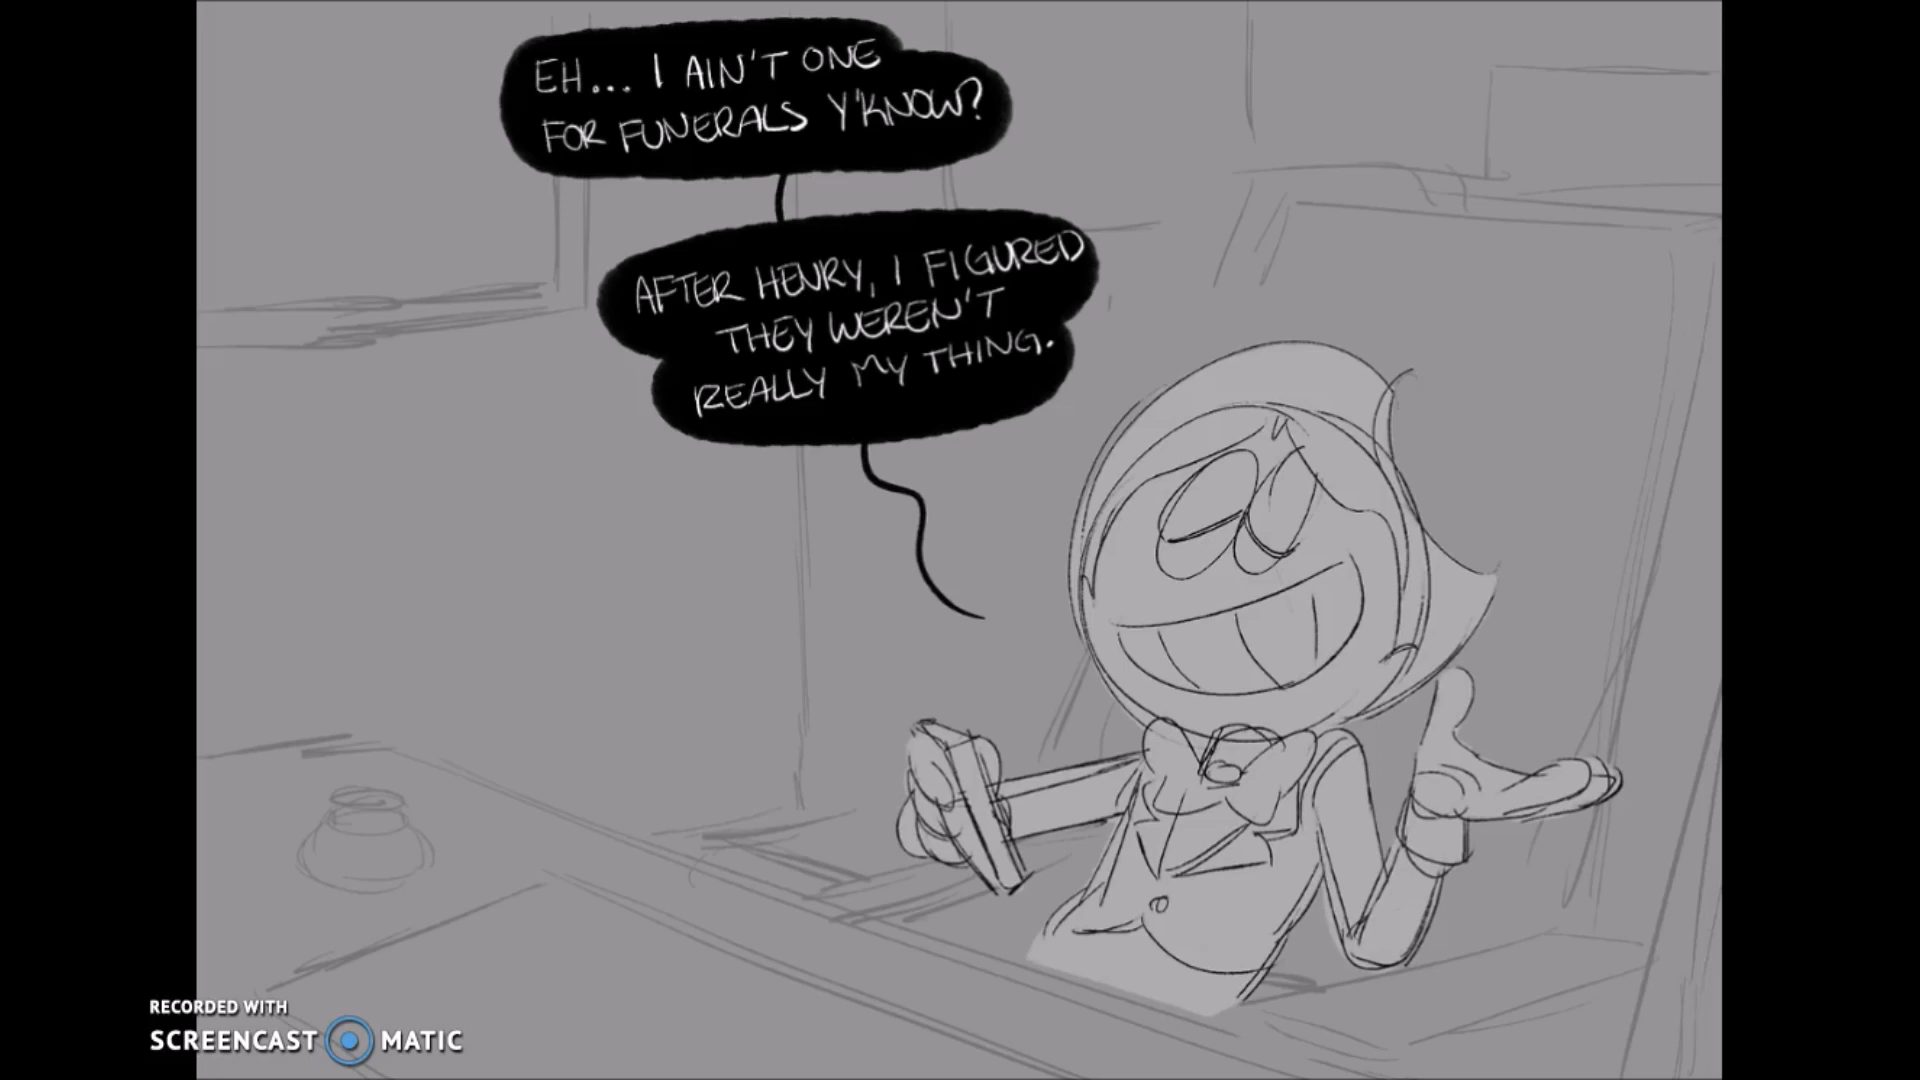 EH... I AIN'T ONE
FOR FUNERALS Y'KNOW?
AFTER HENRY, I FIGURED
THEY WEREN'T
REALLY MY THING.
RECORDED WITH
SCREENCAST MATIC